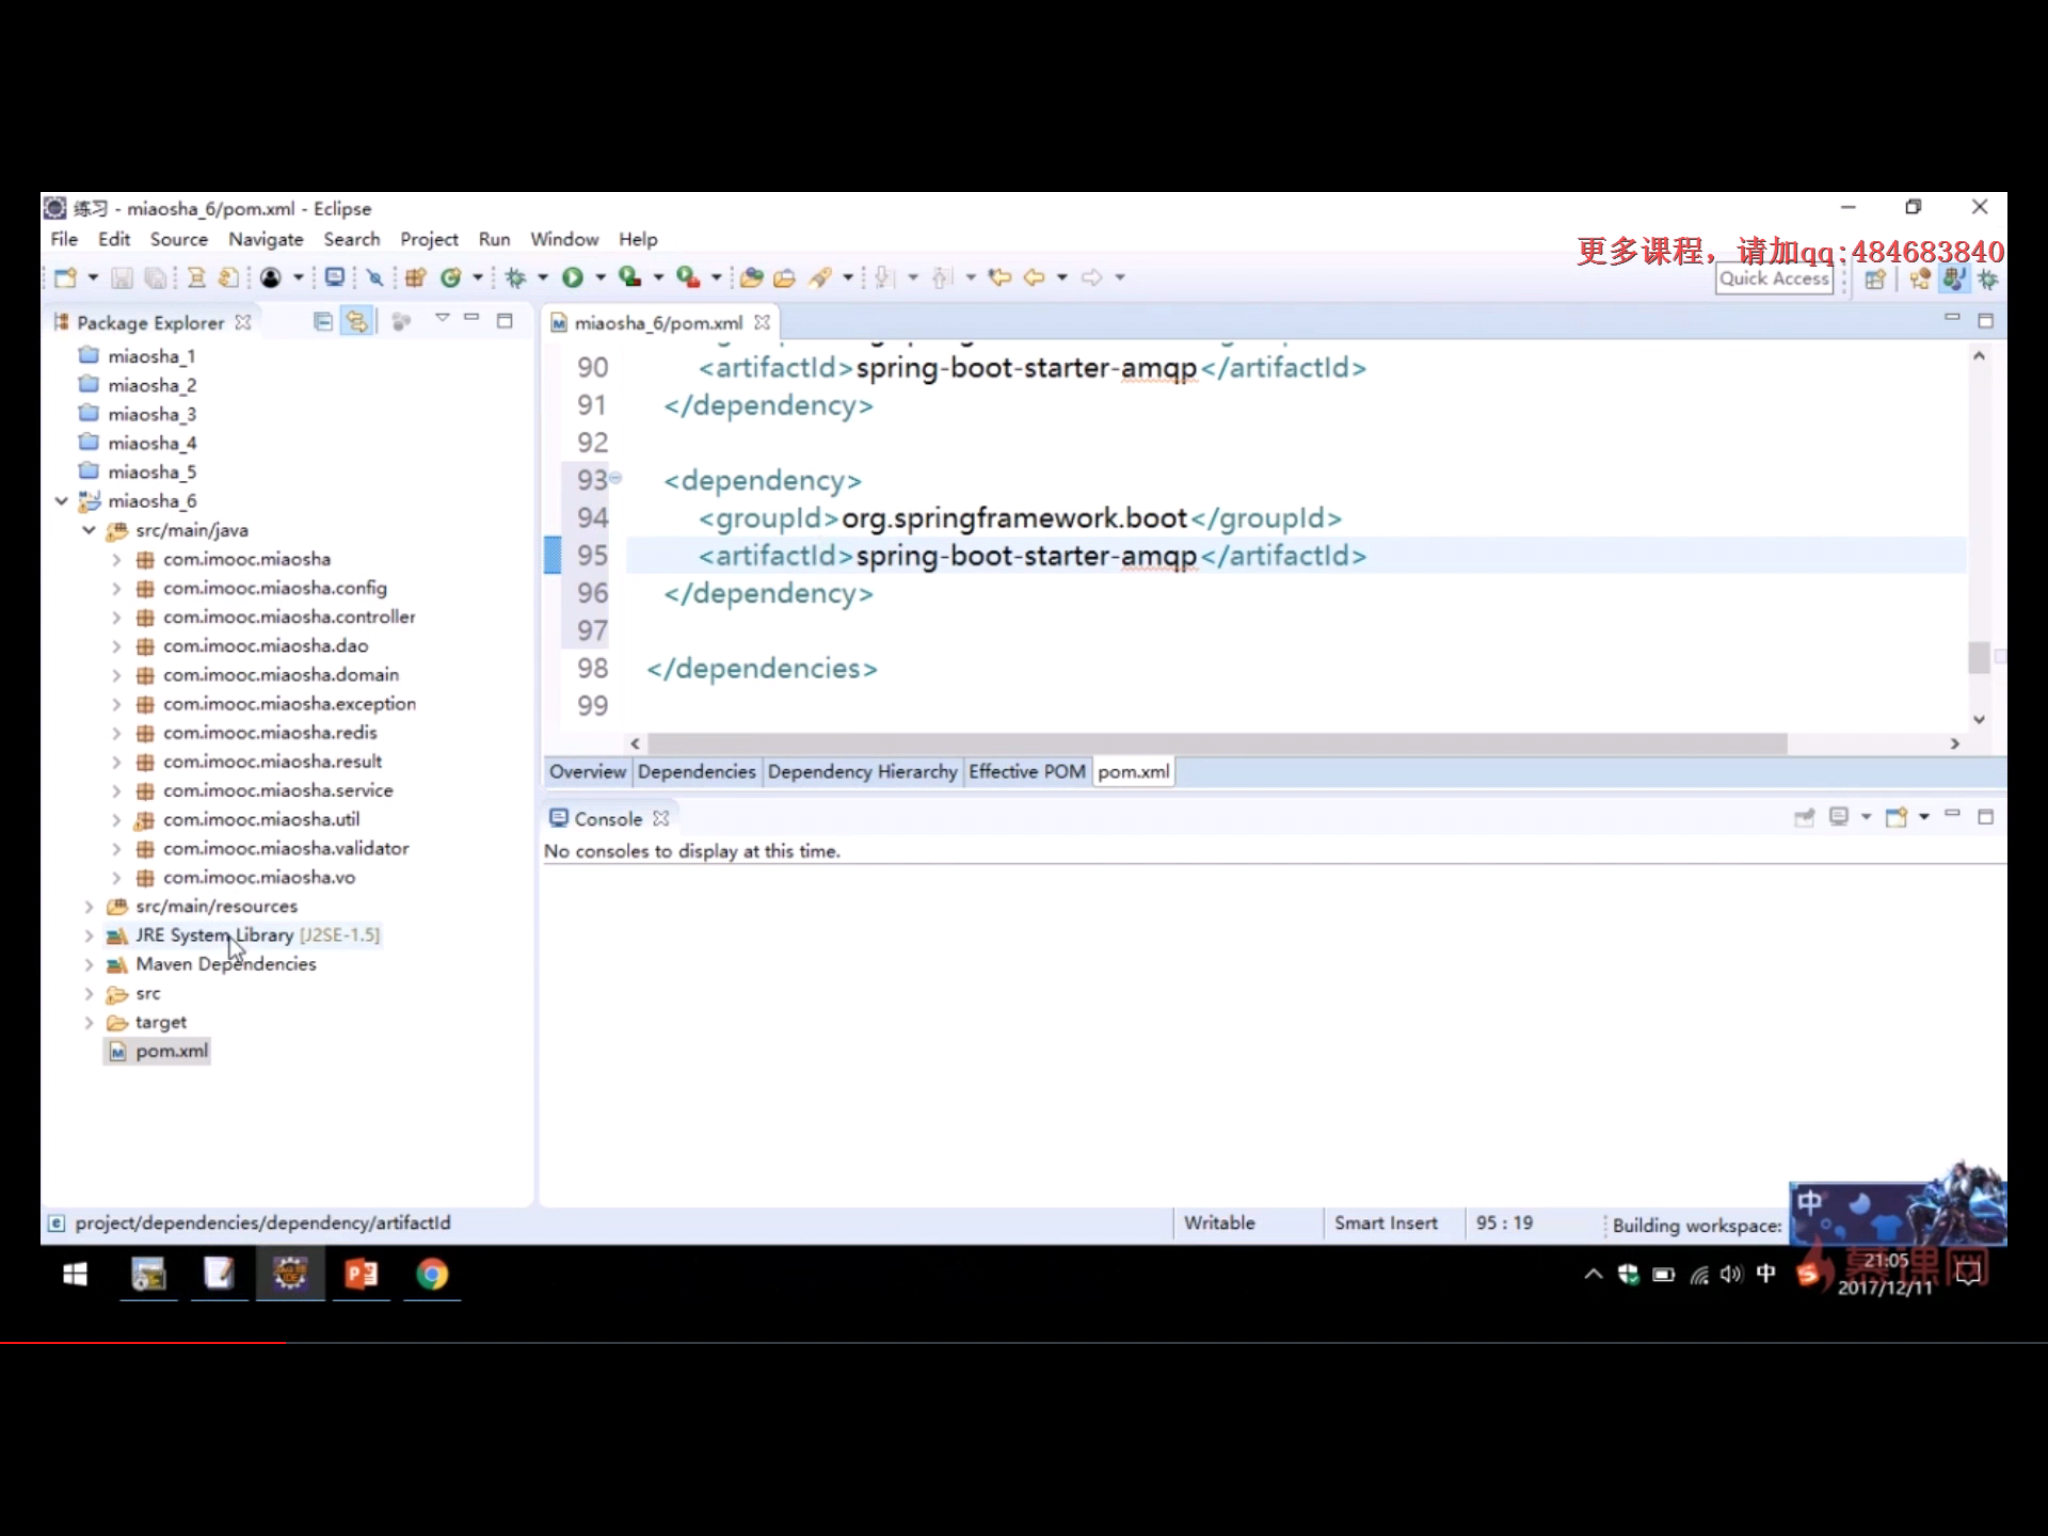 练习 - miaosha_6/pom.xml - Eclipse
File Edit Source Navigate Search Project Run Window Help
更多课程，请加qq:484683840
Quick Access
Package Explorer
miaosha_1
miaosha_2
miaosha_3
miaosha_4
miaosha_5
miaosha_6
src/main/java
com.imooc.miaosha
com.imooc.miaosha.config
com.imooc.miaosha.controller
com.imooc.miaosha.dao
com.imooc.miaosha.domain
com.imooc.miaosha.exception
com.imooc.miaosha.redis
com.imooc.miaosha.result
com.imooc.miaosha.service
com.imooc.miaosha.util
com.imooc.miaosha.validator
com.imooc.miaosha.vo
src/main/resources
JRE System Library [J2SE-1.5]
Maven Dependencies
src
target
pom.xml
miaosha_6/pom.xml
90 <artifactId>spring-boot-starter-amqp</artifactId>
91 </dependency>
92
93 <dependency>
94 <groupId>org.springframework.boot</groupId>
95 <artifactId>spring-boot-starter-amqp</artifactId>
96 </dependency>
97
98 </dependencies>
99
Overview Dependencies Dependency Hierarchy Effective POM pom.xml
Console
No consoles to display at this time.
project/dependencies/dependency/artifactId Writable Smart Insert 95 : 19 Building workspace:
中
中
21:05
2017/12/11
慕课网